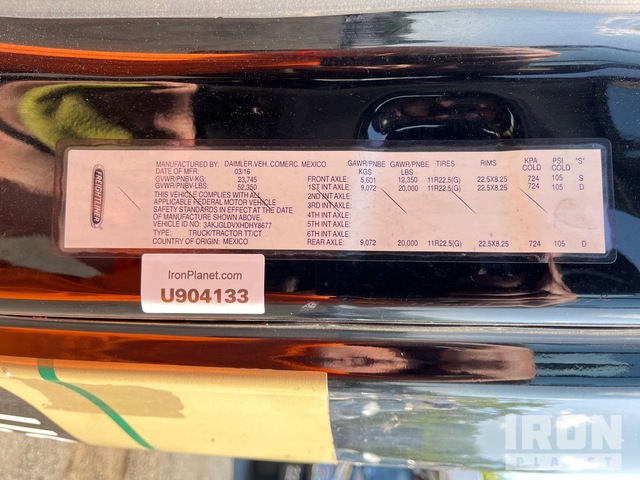 FREIGHTLINER
MANUFACTURED BY: DAIMLER VEH. COMERC. MEXICO
DATE OF MFR: 03/16
GVWR/PNBV-KG: 23,745
GVWR/PNBV-LBS: 52,350
THIS VEHICLE COMPLIES WITH ALL
APPLICABLE FEDERAL MOTOR VEHICLE
SAFETY STANDARDS IN EFFECT AT THE DATE
OF MANUFACTURE SHOWN ABOVE.
VEHICLE ID NO.: 3AKJGLDVXHDHY8677
TYPE: TRUCK/TRACTOR TT/CT
COUNTRY OF ORIGIN: MEXICO
GAWR/PNBE KGS GAWR/PNBE LBS TIRES RIMS KPA COLD PSI COLD "S"
FRONT AXLE: 5,601 12,350 11R22.5(G) 22.5X8.25 724 105 S
1ST INT AXLE: 9,072 20,000 11R22.5(G) 22.5X8.25 724 105 D
2ND INT AXLE:
3RD INT AXLE:
4TH INT AXLE:
5TH INT AXLE:
6TH INT AXLE:
REAR AXLE: 9,072 20,000 11R22.5(G) 22.5X8.25 724 105 D
IronPlanet.com
U904133
IRON
PLANET